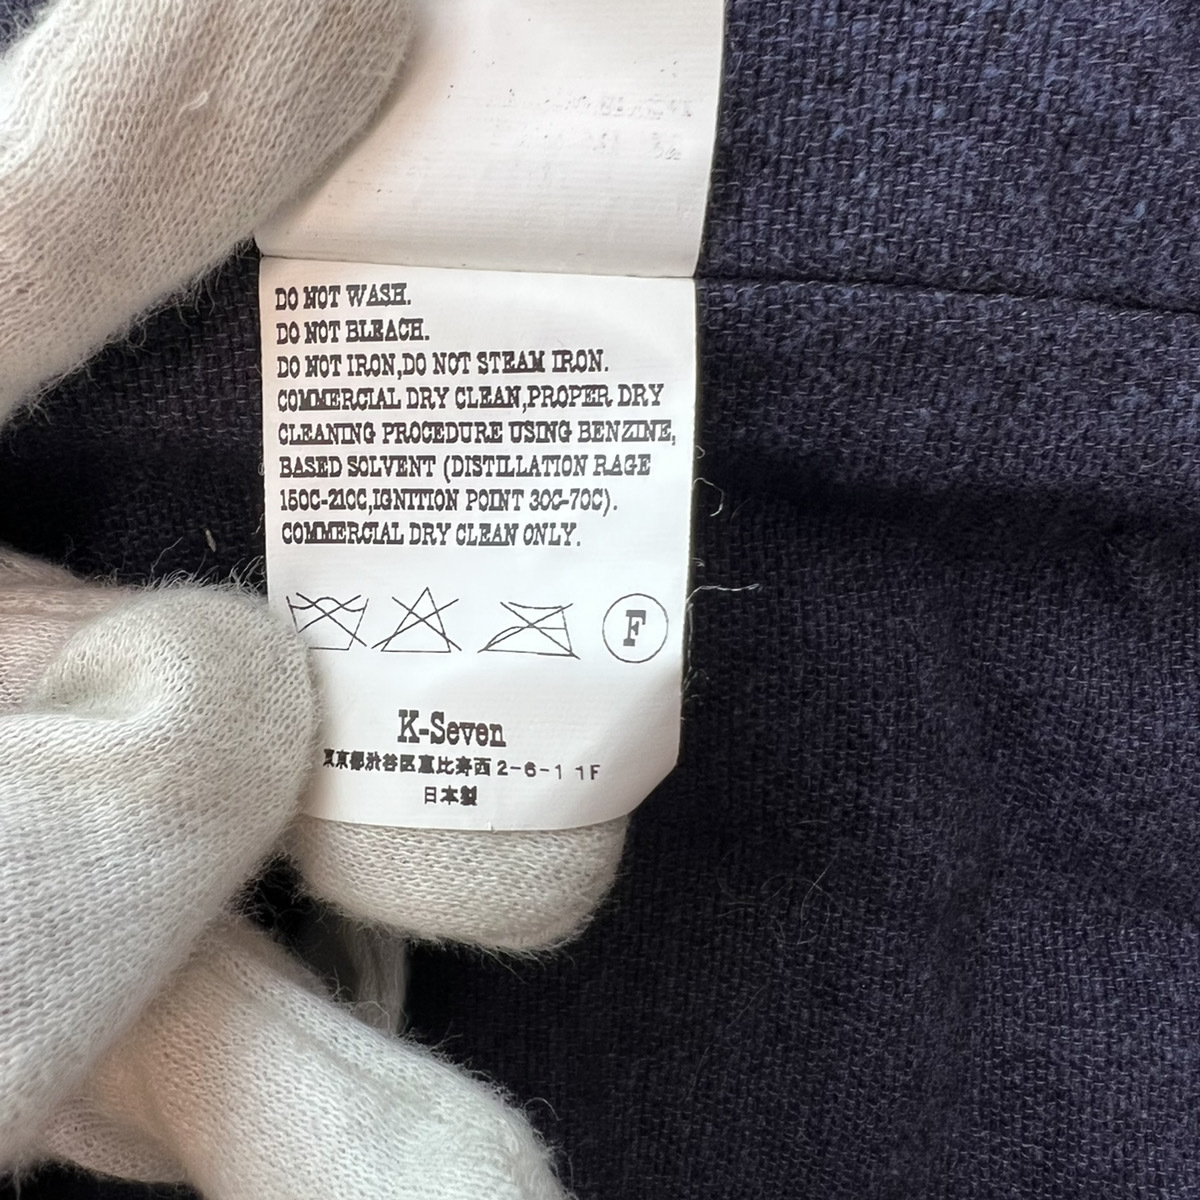 DO NOT WASH.
DO NOT BLEACH.
DO NOT IRON,DO NOT STEAM IRON.
COMMERCIAL DRY CLEAN,PROPER DRY
CLEANING PROCEDURE USING BENZINE,
BASED SOLVENT (DISTILLATION RAGE
150C-210C,IGNITION POINT 30C-70C).
COMMERCIAL DRY CLEAN ONLY.
F
K-Seven
東京都渋谷区恵比寿西2-6-11 1F
日本製